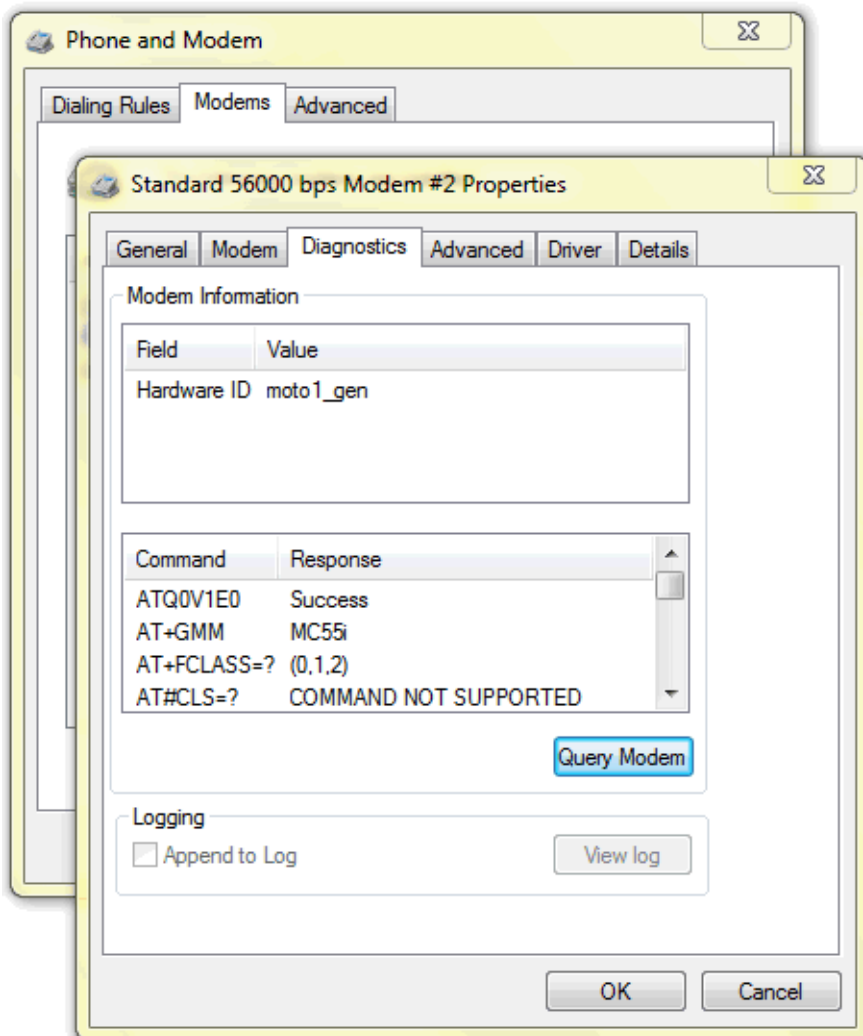 Phone and Modem
Dialing Rules Modems Advanced
Standard 56000 bps Modem #2 Properties
General Modem Diagnostics Advanced Driver Details
Modem Information
Field Value
Hardware ID moto1_gen
Command Response
ATQ0V1E0 Success
AT+GMM MC55i
AT+FCLASS=? (0,1,2)
AT#CLS=? COMMAND NOT SUPPORTED
Query Modem
Logging
Append to Log View log
OK Cancel